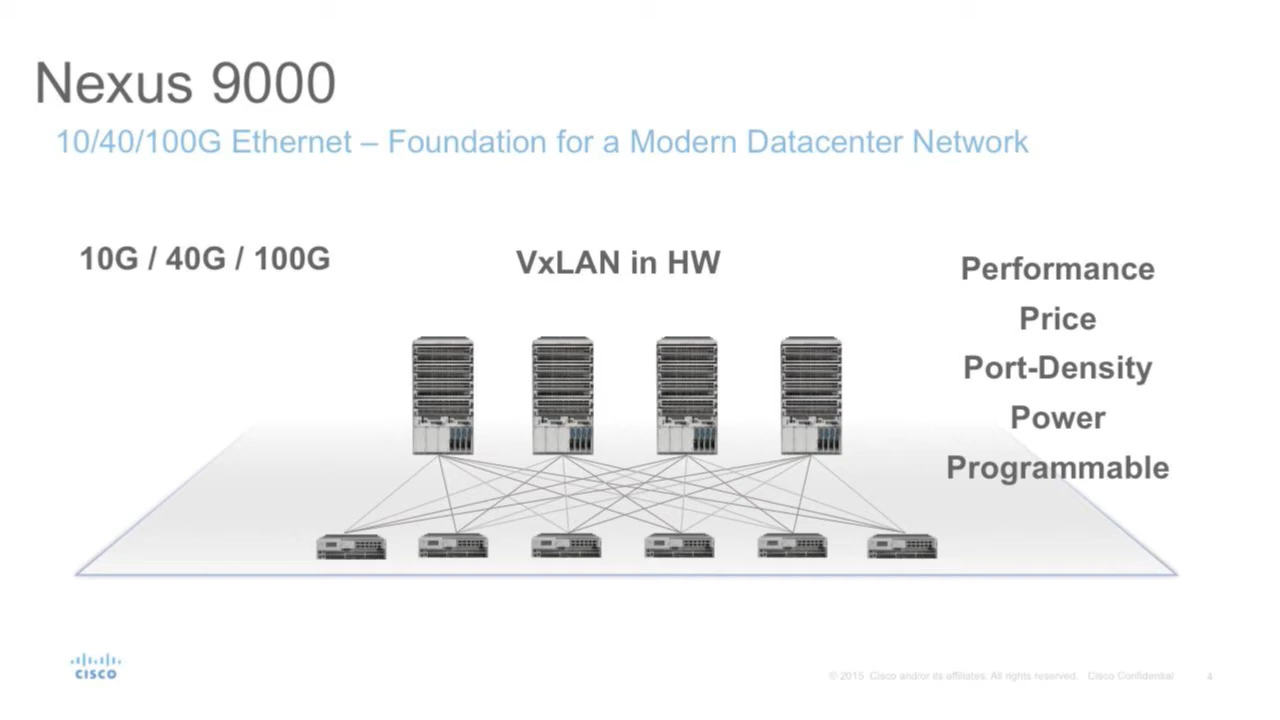 Nexus 9000
10/40/100G Ethernet – Foundation for a Modern Datacenter Network
10G / 40G / 100G
VxLAN in HW
Performance
Price
Port-Density
Power
Programmable
CISCO
© 2015 Cisco and/or its affiliates. All rights reserved. Cisco Confidential
4